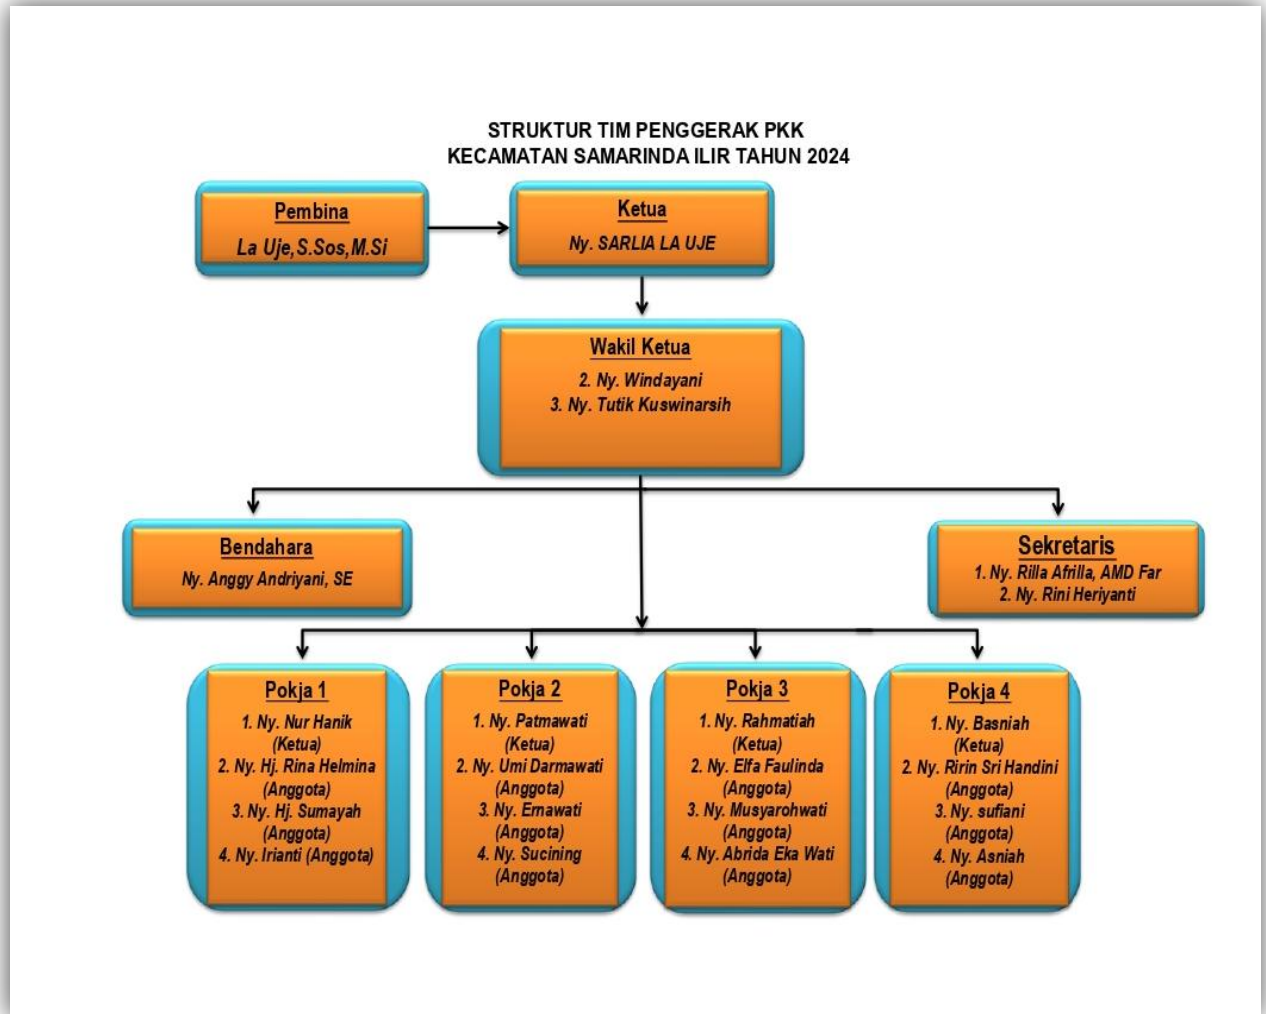 STRUKTUR TIM PENGGERAK PKK
KECAMATAN SAMARINDA ILIR TAHUN 2024
Pembina
La Uje,S.Sos,M.Si
Ketua
Ny. SARLIA LA UJE
Wakil Ketua
2. Ny. Windayani
3. Ny. Tutik Kuswinarsih
Bendahara
Ny. Anggy Andriyani, SE
Sekretaris
1. Ny. Rilla Afrilla, AMD Far
2. Ny. Rini Heriyanti
Pokja 1
1. Ny. Nur Hanik
(Ketua)
2. Ny. Hj. Rina Helmina
(Anggota)
3. Ny. Hj. Sumayah
(Anggota)
4. Ny. Irianti (Anggota)
Pokja 2
1. Ny. Patmawati
(Ketua)
2. Ny. Umi Darmawati
(Anggota)
3. Ny. Ernawati
(Anggota)
4. Ny. Sucining
(Anggota)
Pokja 3
1. Ny. Rahmatiah
(Ketua)
2. Ny. Elfa Faulinda
(Anggota)
3. Ny. Musyarohwati
(Anggota)
4. Ny. Abrida Eka Wati
(Anggota)
Pokja 4
1. Ny. Basniah
(Ketua)
2. Ny. Ririn Sri Handini
(Anggota)
3. Ny. sufiani
(Anggota)
4. Ny. Asniah
(Anggota)